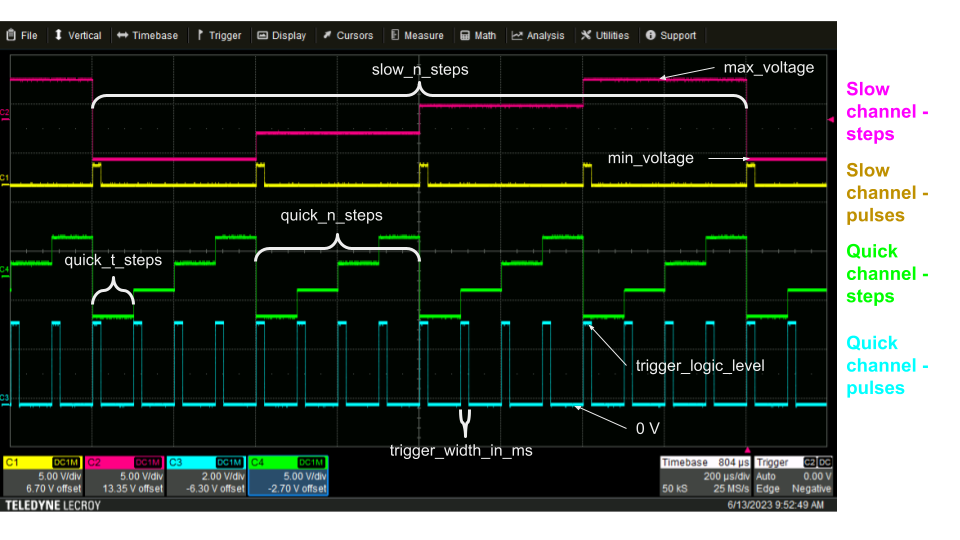 File Vertical Timebase Trigger Display Cursors Measure Math Analysis Utilities Support
slow_n_steps
max_voltage
Slow
channel -
steps
C2
min_voltage
Slow
channel -
pulses
C1
quick_n_steps
quick_t_steps
Quick
channel -
steps
C4
Quick
channel -
pulses
trigger_logic_level
C3
0 V
trigger_width_in_ms
C1 DC1M C2 DC1M C3 DC1M C4 DC1M
5.00 V/div 5.00 V/div 2.00 V/div 5.00 V/div
6.70 V offset 13.35 V offset -6.30 V offset -2.70 V offset
Timebase 804 µs Trigger C2 DC
200 µs/div Auto 0.00 V
50 kS 25 MS/s Edge Negative
TELEDYNE LECROY
6/13/2023 9:52:49 AM